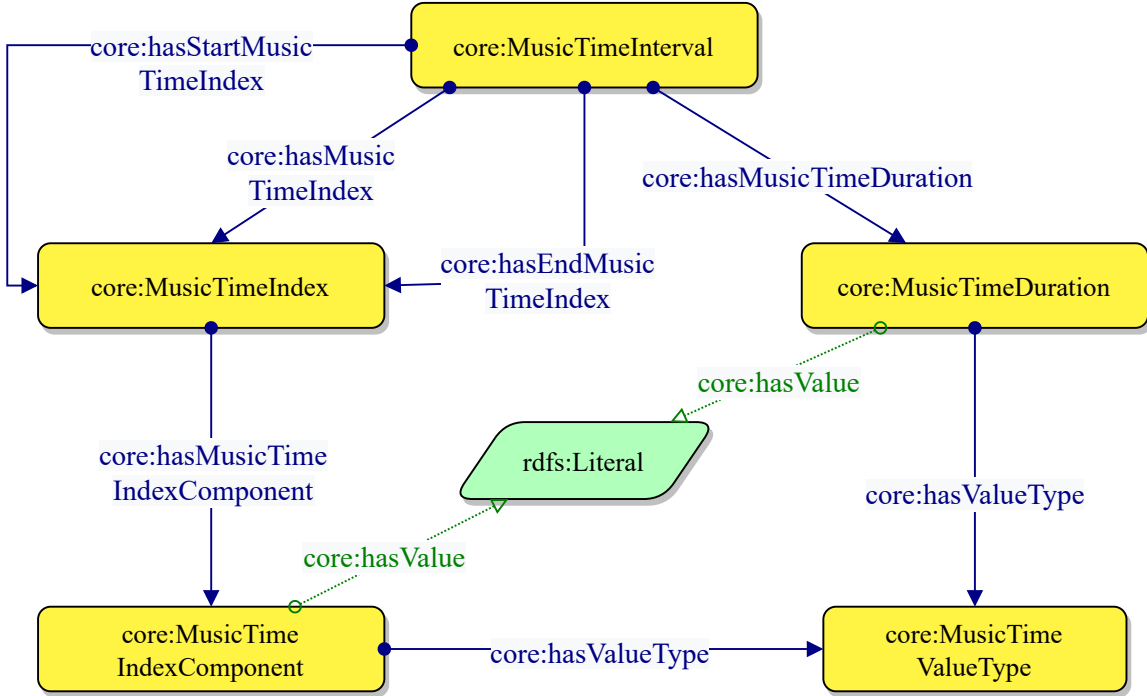 core:MusicTimeInterval
core:hasStartMusic
TimeIndex
core:hasMusic
TimeIndex
core:hasMusicTimeDuration
core:hasEndMusic
TimeIndex
core:MusicTimeIndex
core:MusicTimeDuration
core:hasValue
core:hasMusicTime
IndexComponent
rdfs:Literal
core:hasValueType
core:hasValue
core:MusicTime
IndexComponent
core:hasValueType
core:MusicTime
ValueType